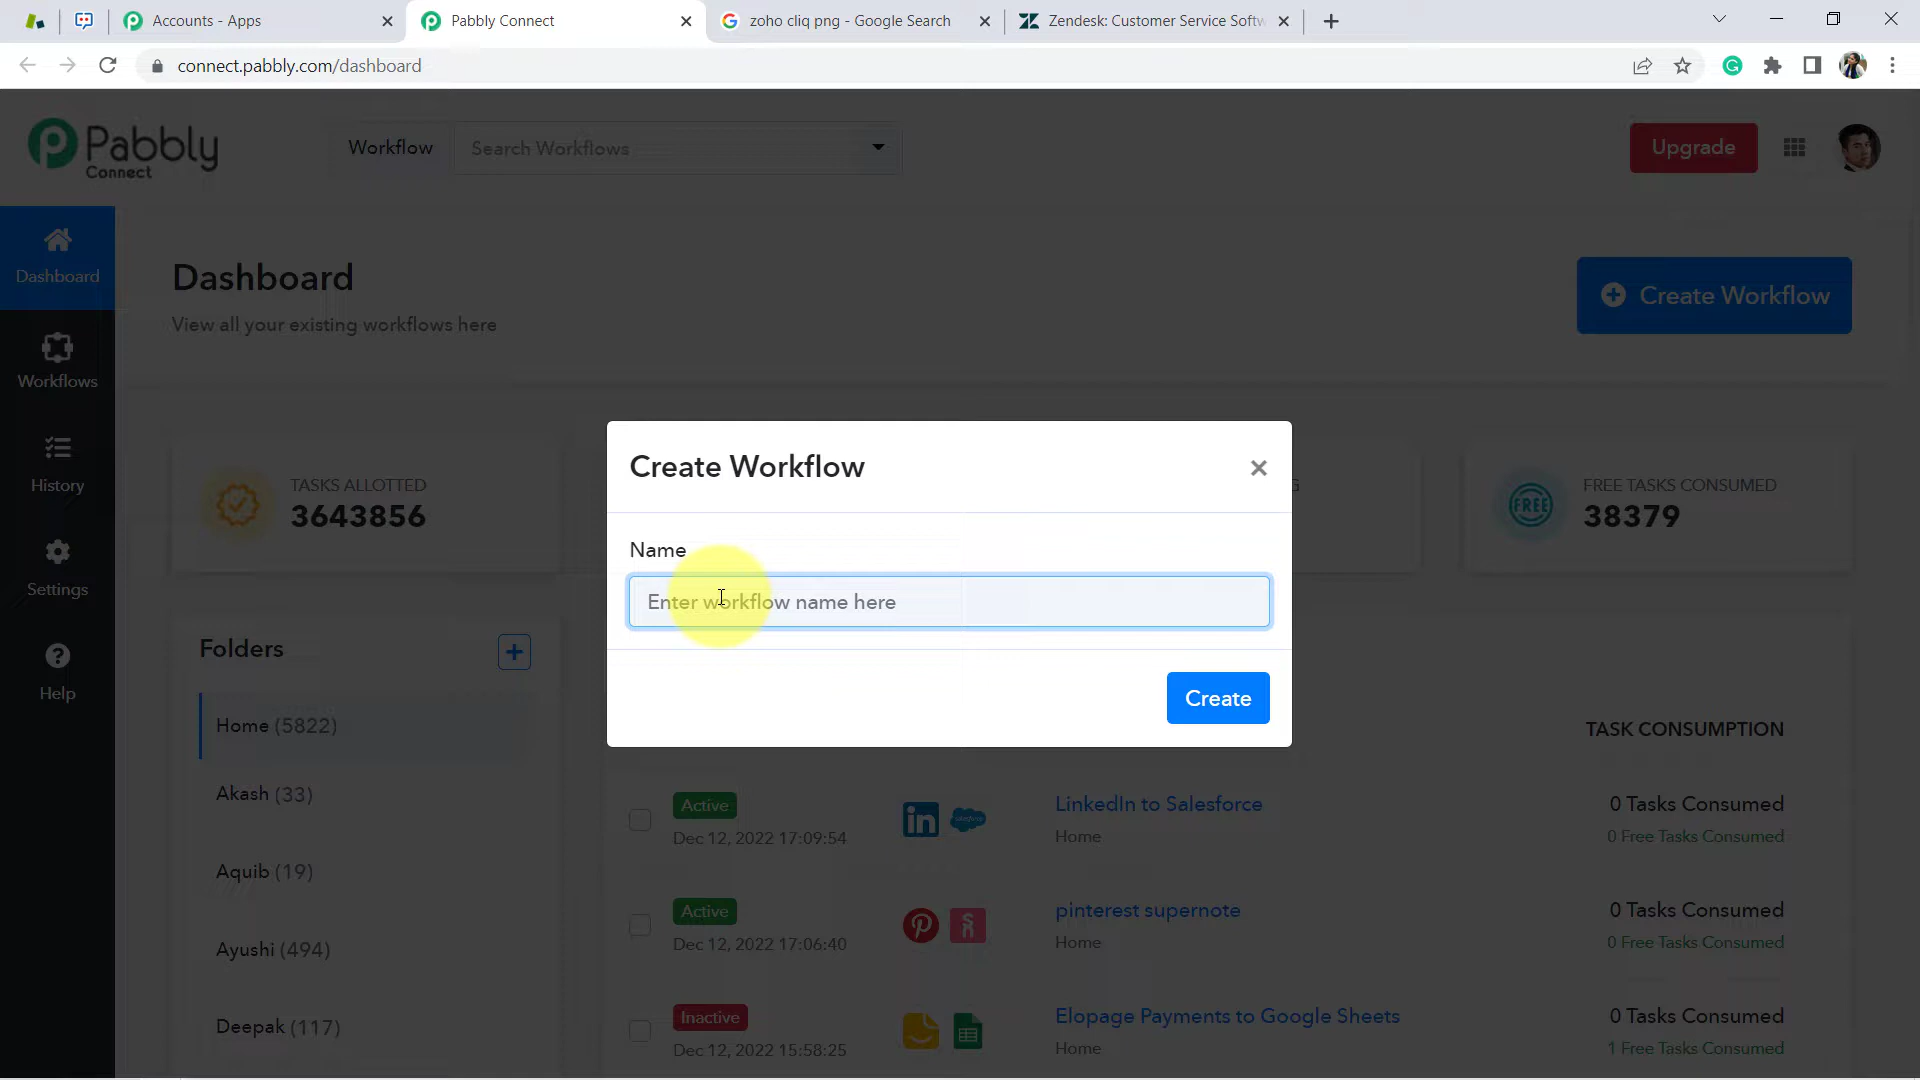 Accounts - Apps
Pabbly Connect
zoho cliq png - Google Search
Zendesk: Customer Service Softw
connect.pabbly.com/dashboard
Pabbly
Connect
Workflow
Search Workflows
Upgrade
Dashboard
Dashboard
View all your existing workflows here
Create Workflow
Workflows
History
Settings
Help
Create Workflow
Name
Enter workflow name here
Create
TASKS ALLOTTED
3643856
G
FREE
FREE TASKS CONSUMED
38379
Folders
Home (5822)
Akash (33)
Aquib (19)
Ayushi (494)
Deepak (117)
TASK CONSUMPTION
Active
Dec 12, 2022 17:09:54
in
LinkedIn to Salesforce
Home
0 Tasks Consumed
0 Free Tasks Consumed
Active
Dec 12, 2022 17:06:40
pinterest supernote
Home
0 Tasks Consumed
0 Free Tasks Consumed
Inactive
Dec 12, 2022 15:58:25
Elopage Payments to Google Sheets
Home
0 Tasks Consumed
1 Free Tasks Consumed